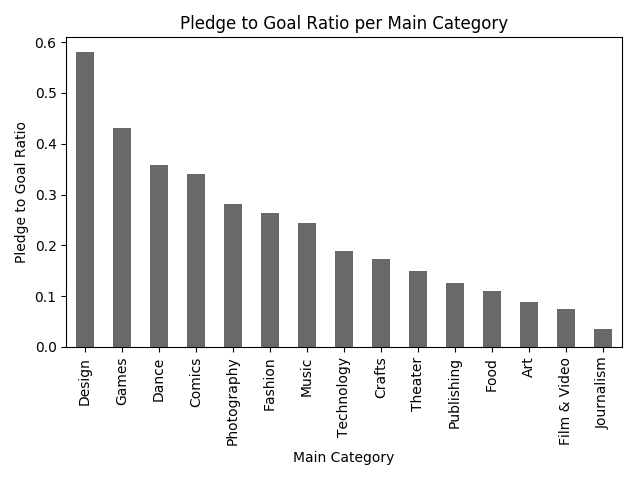 Pledge to Goal Ratio per Main Category
Pledge to Goal Ratio
0.6
0.5
0.4
0.3
0.2
0.1
0.0
Design
Games
Dance
Comics
Photography
Fashion
Music
Technology
Crafts
Theater
Publishing
Food
Art
Film & Video
Journalism
Main Category